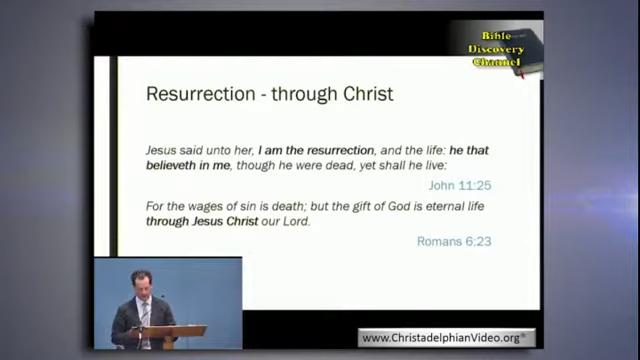 Bible
Discovery
Channel
Resurrection - through Christ
Jesus said unto her, I am the resurrection, and the life: he that
believeth in me, though he were dead, yet shall he live:
John 11:25
For the wages of sin is death; but the gift of God is eternal life
through Jesus Christ our Lord.
Romans 6:23
www.ChristadelphianVideo.org®